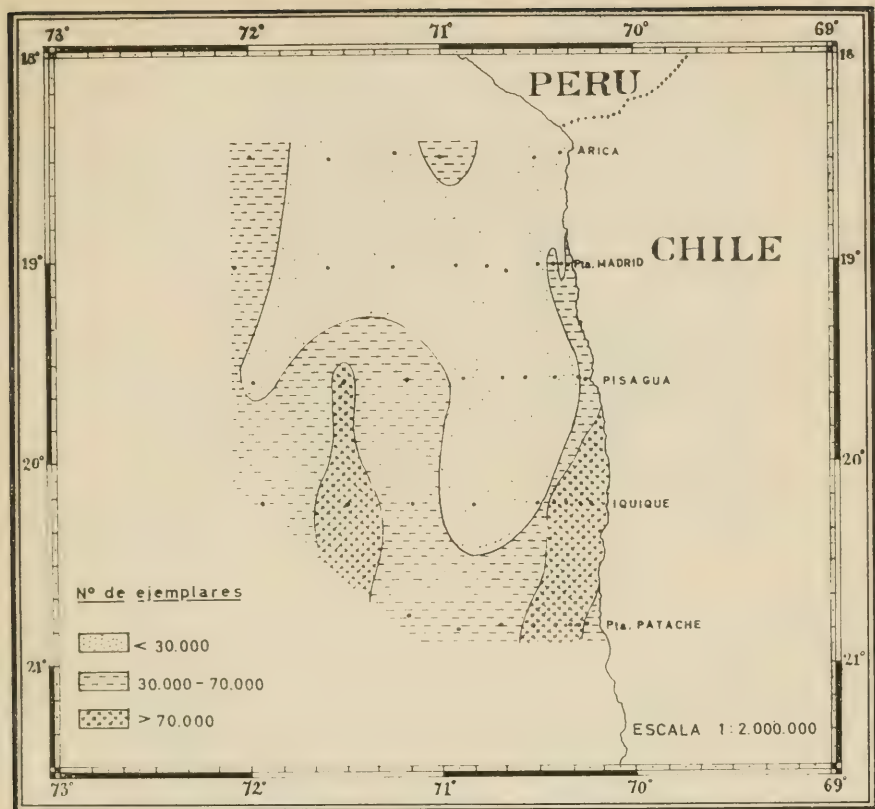 73° 72° 71° 70° 69°
18° 18°
PERU
ARICA
19° Pta. MADRID CHILE 19°
PISAGUA
20° IQUIQUE 20°
Nº de ejemplares
< 30.000
Pta. PATACHE
21° 21°
30.000 - 70.000
> 70.000
ESCALA 1:2.000.000
73° 72° 71° 70° 69°